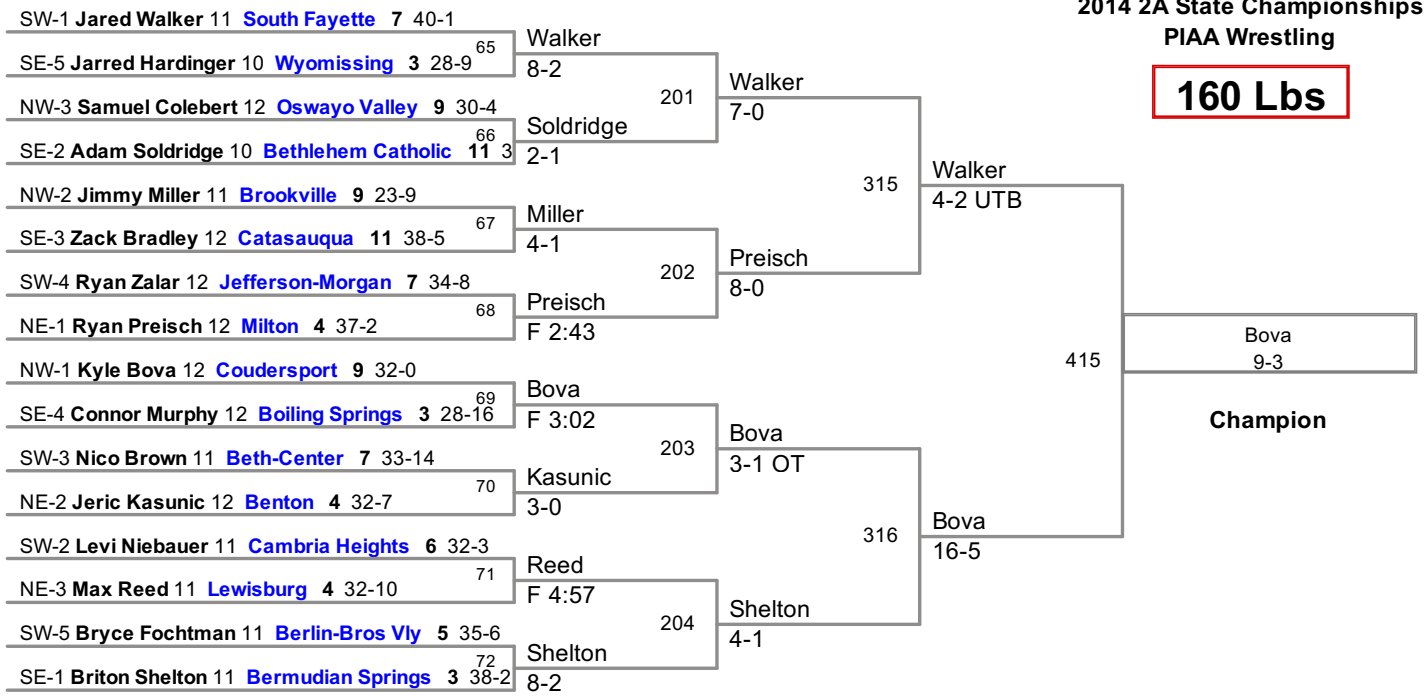 2014 2A State Championships
PIAA Wrestling
160 Lbs
SW-1 Jared Walker 11 South Fayette 7 40-1
65
SE-5 Jarred Hardinger 10 Wyomissing 3 28-9
NW-3 Samuel Colebert 12 Oswayo Valley 9 30-4
66
SE-2 Adam Soldridge 10 Bethlehem Catholic 11 3
NW-2 Jimmy Miller 11 Brookville 9 23-9
67
SE-3 Zack Bradley 12 Catasauqua 11 38-5
SW-4 Ryan Zalar 12 Jefferson-Morgan 7 34-8
68
NE-1 Ryan Preisch 12 Milton 4 37-2
NW-1 Kyle Bova 12 Coudersport 9 32-0
69
SE-4 Connor Murphy 12 Boiling Springs 3 28-16
SW-3 Nico Brown 11 Beth-Center 7 33-14
70
NE-2 Jeric Kasunic 12 Benton 4 32-7
SW-2 Levi Niebauer 11 Cambria Heights 6 32-3
71
NE-3 Max Reed 11 Lewisburg 4 32-10
SW-5 Bryce Fochtman 11 Berlin-Bros Vly 5 35-6
72
SE-1 Briton Shelton 11 Bermudian Springs 3 38-2
Walker
8-2
201
Soldridge
2-1
Miller
4-1
202
Preisch
F 2:43
Bova
F 3:02
203
Kasunic
3-0
Reed
F 4:57
204
Shelton
8-2
Walker
7-0
315
Preisch
8-0
Bova
3-1 OT
316
Shelton
4-1
Walker
4-2 UTB
415
Bova
16-5
Bova
9-3
Champion